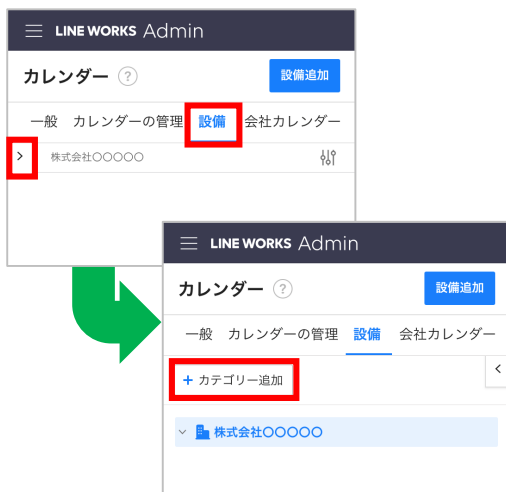 LINE WORKS Admin
カレンダー ?
設備追加
一般 カレンダーの管理 設備 会社カレンダー
株式会社〇〇〇〇〇
LINE WORKS Admin
カレンダー ?
設備追加
一般 カレンダーの管理 設備 会社カレンダー
+ カテゴリー追加
株式会社〇〇〇〇〇